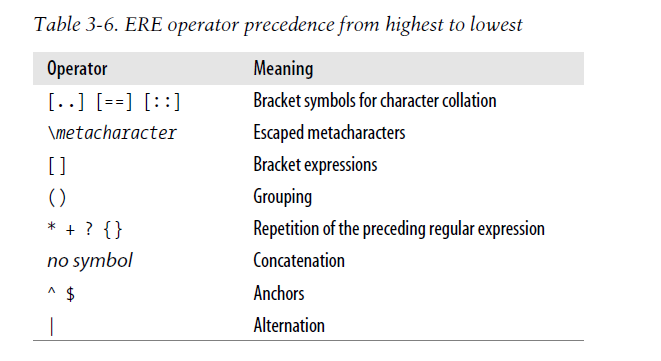 Table 3-6. ERE operator precedence from highest to lowest
Operator Meaning
[..] [==] [::] Bracket symbols for character collation
\metacharacter Escaped metacharacters
[] Bracket expressions
() Grouping
* + ? {} Repetition of the preceding regular expression
no symbol Concatenation
^ $ Anchors
| Alternation